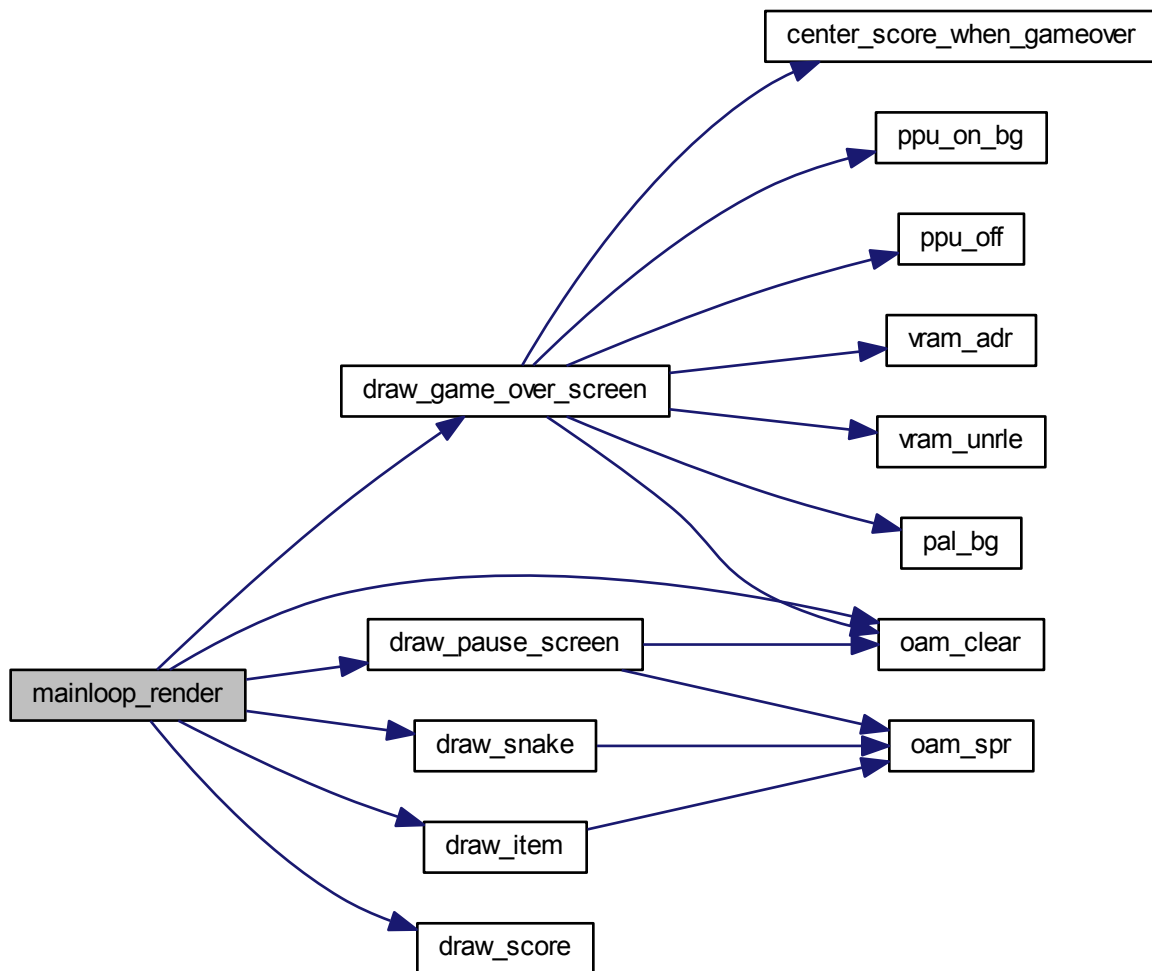 center_score_when_gameover
ppu_on_bg
ppu_off
vram_adr
draw_game_over_screen
vram_unrle
pal_bg
draw_pause_screen
oam_clear
mainloop_render
draw_snake
oam_spr
draw_item
draw_score